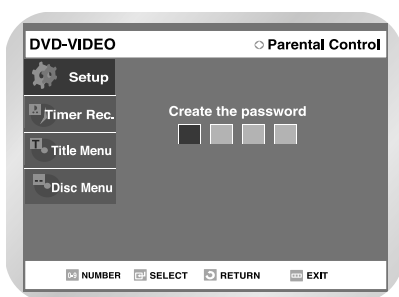 DVD-VIDEO
Parental Control
Setup
Timer Rec.
Title Menu
Disc Menu
Create the password
NUMBER SELECT RETURN EXIT